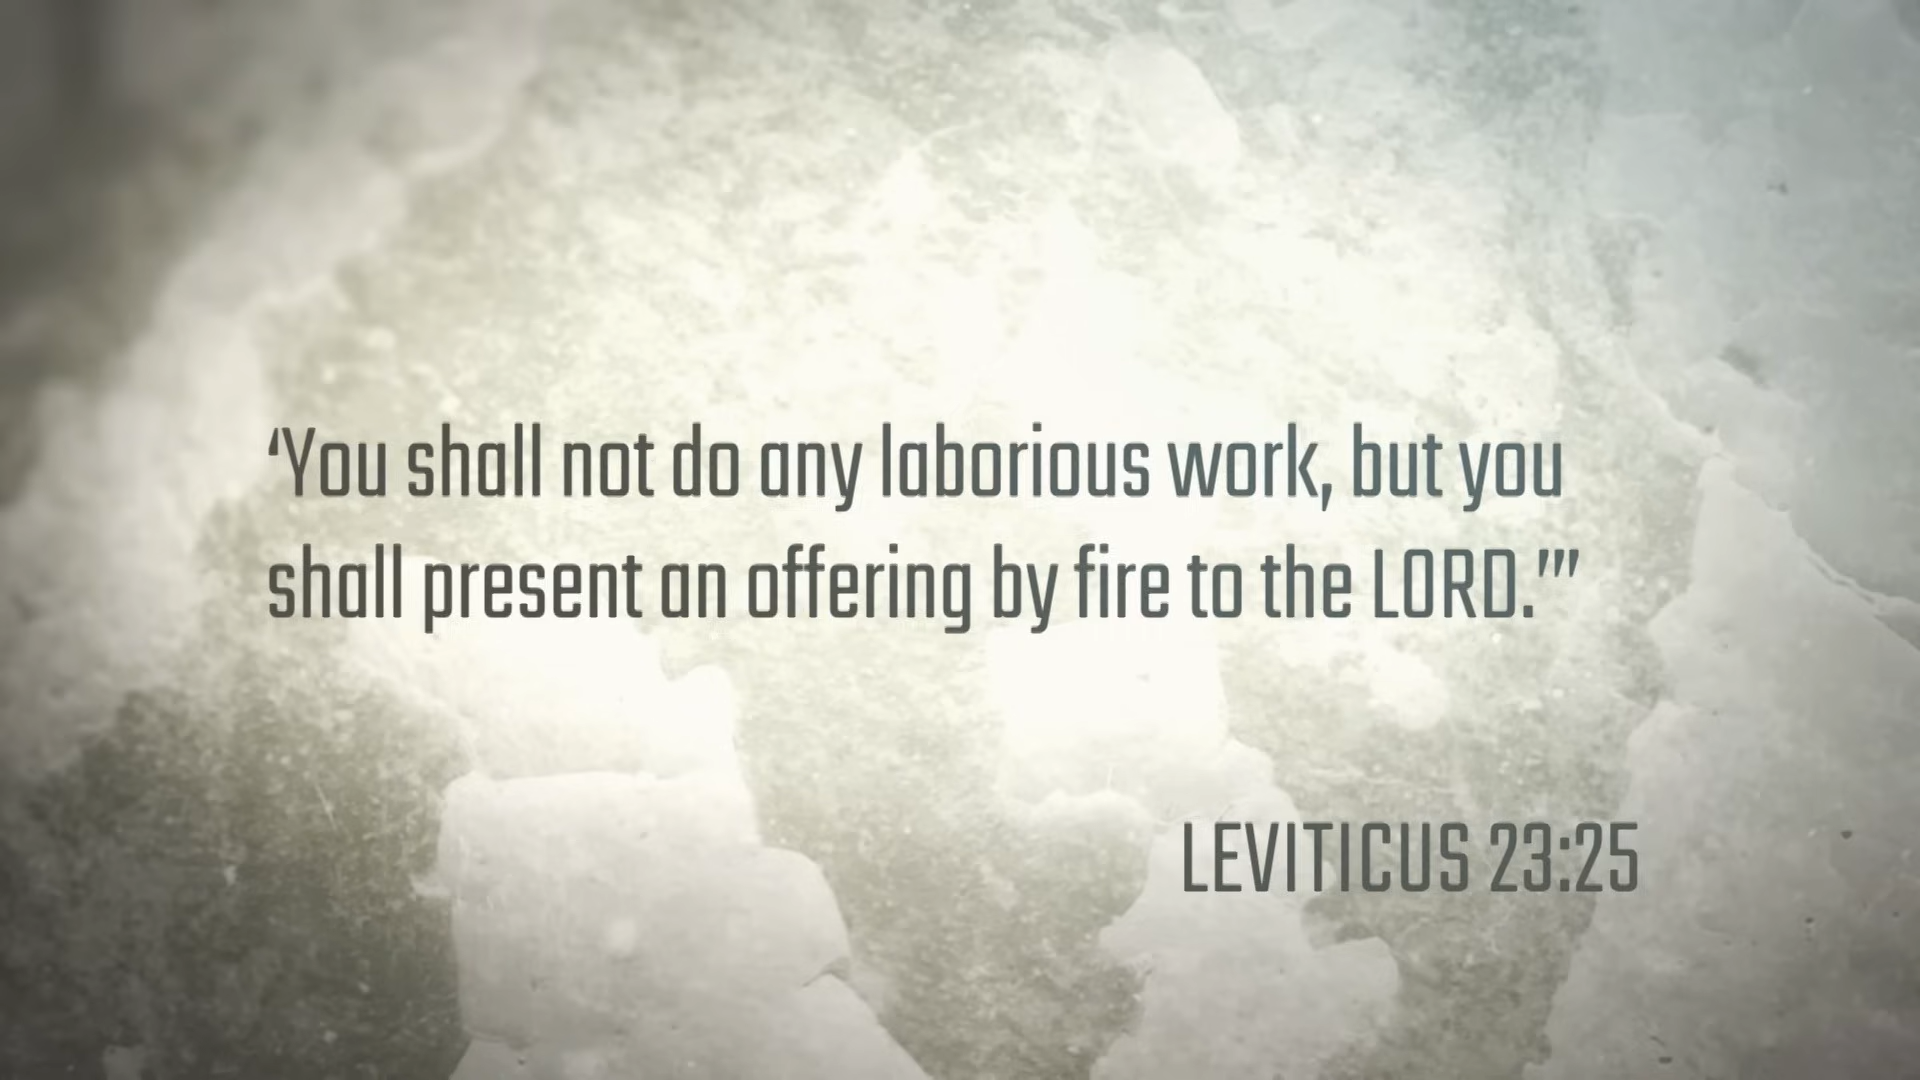 ‘You shall not do any laborious work, but you
shall present an offering by fire to the LORD.’”
LEVITICUS 23:25